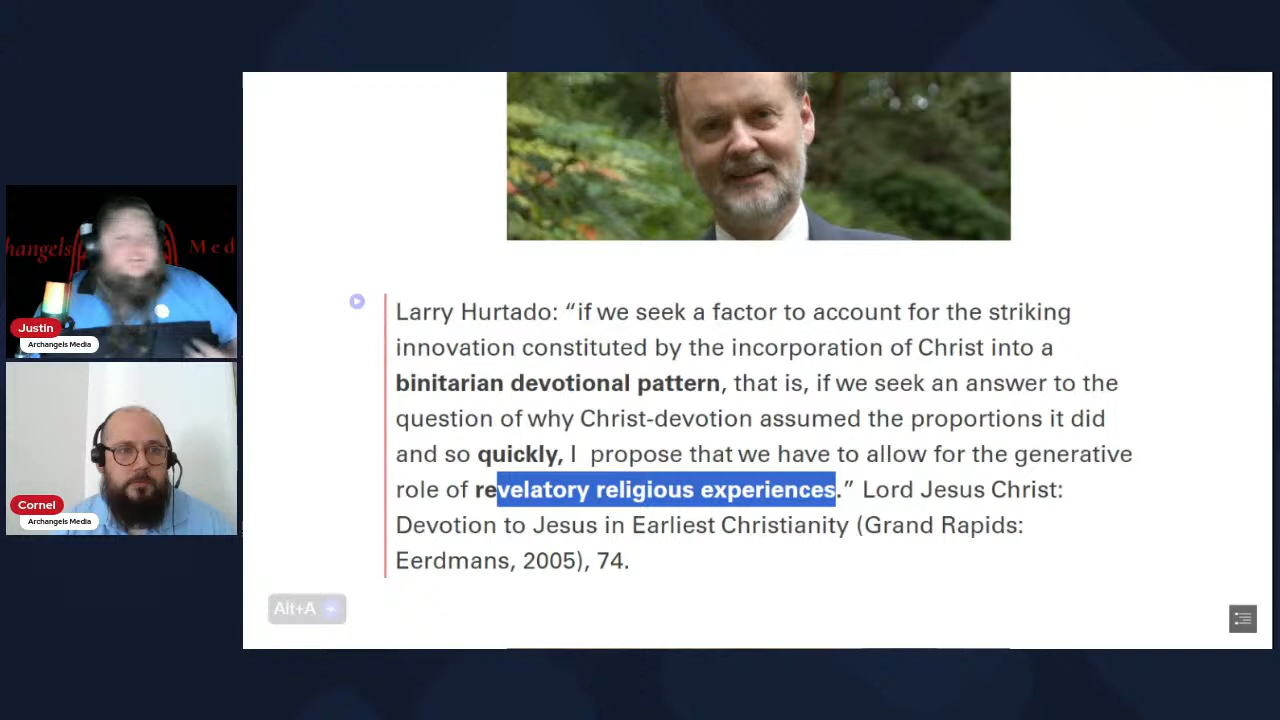 hangels Med
Justin
Archangels Media
Cornel
Archangels Media
Larry Hurtado: “if we seek a factor to account for the striking
innovation constituted by the incorporation of Christ into a
binitarian devotional pattern, that is, if we seek an answer to the
question of why Christ-devotion assumed the proportions it did
and so quickly, I propose that we have to allow for the generative
role of revelatory religious experiences.” Lord Jesus Christ:
Devotion to Jesus in Earliest Christianity (Grand Rapids:
Eerdmans, 2005), 74.
Alt+A